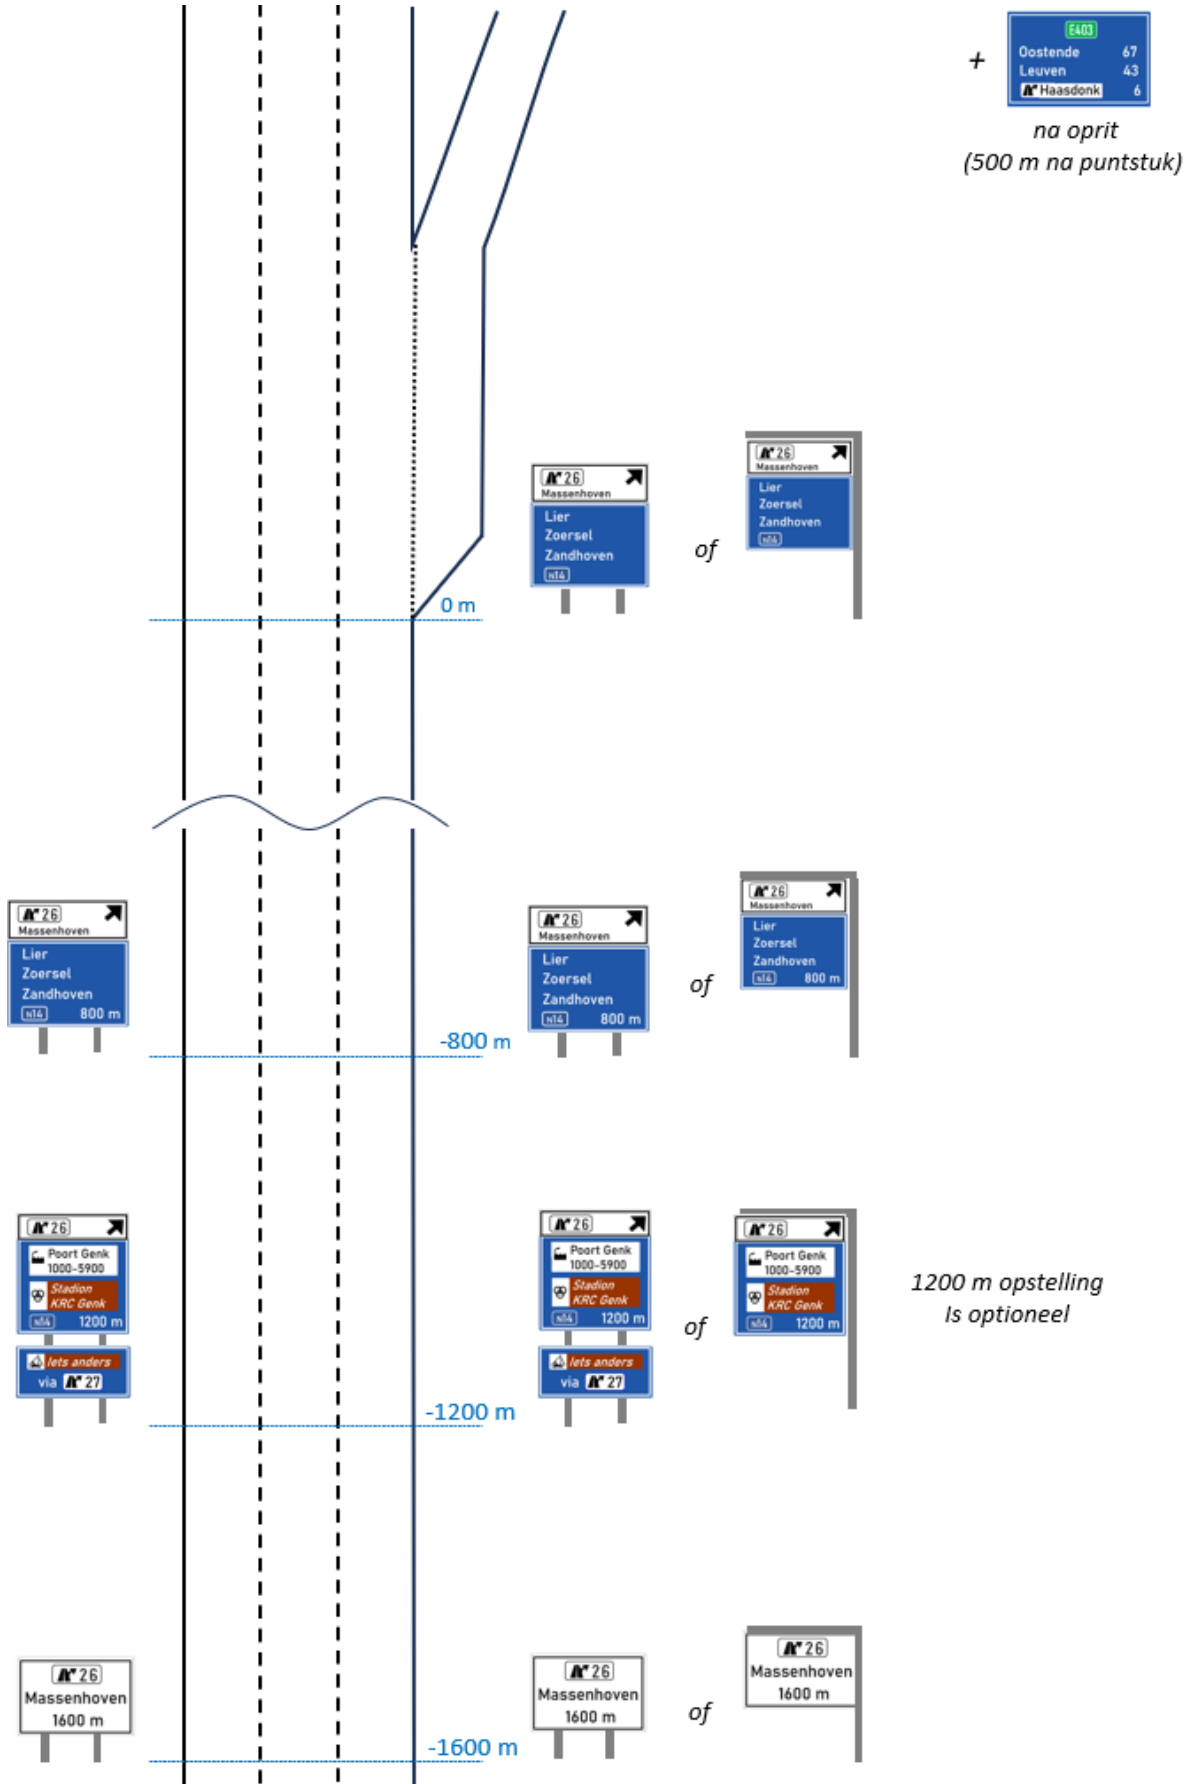 E403
Oostende 67
Leuven 43
Haasdonk 6
+
na oprit
(500 m na puntstuk)
26
Massenhoven
Lier
Zoersel
Zandhoven
N14
of
26
Massenhoven
Lier
Zoersel
Zandhoven
N14
0 m
26
Massenhoven
Lier
Zoersel
Zandhoven
N14 800 m
26
Massenhoven
Lier
Zoersel
Zandhoven
N14 800 m
of
26
Massenhoven
Lier
Zoersel
Zandhoven
N14 800 m
-800 m
26
Poort Genk
1000-5900
Stadion
KRC Genk
N14 1200 m
Iets anders
via 27
26
Poort Genk
1000-5900
Stadion
KRC Genk
N14 1200 m
Iets anders
via 27
of
26
Poort Genk
1000-5900
Stadion
KRC Genk
N14 1200 m
1200 m opstelling
Is optioneel
-1200 m
26
Massenhoven
1600 m
26
Massenhoven
1600 m
of
26
Massenhoven
1600 m
-1600 m